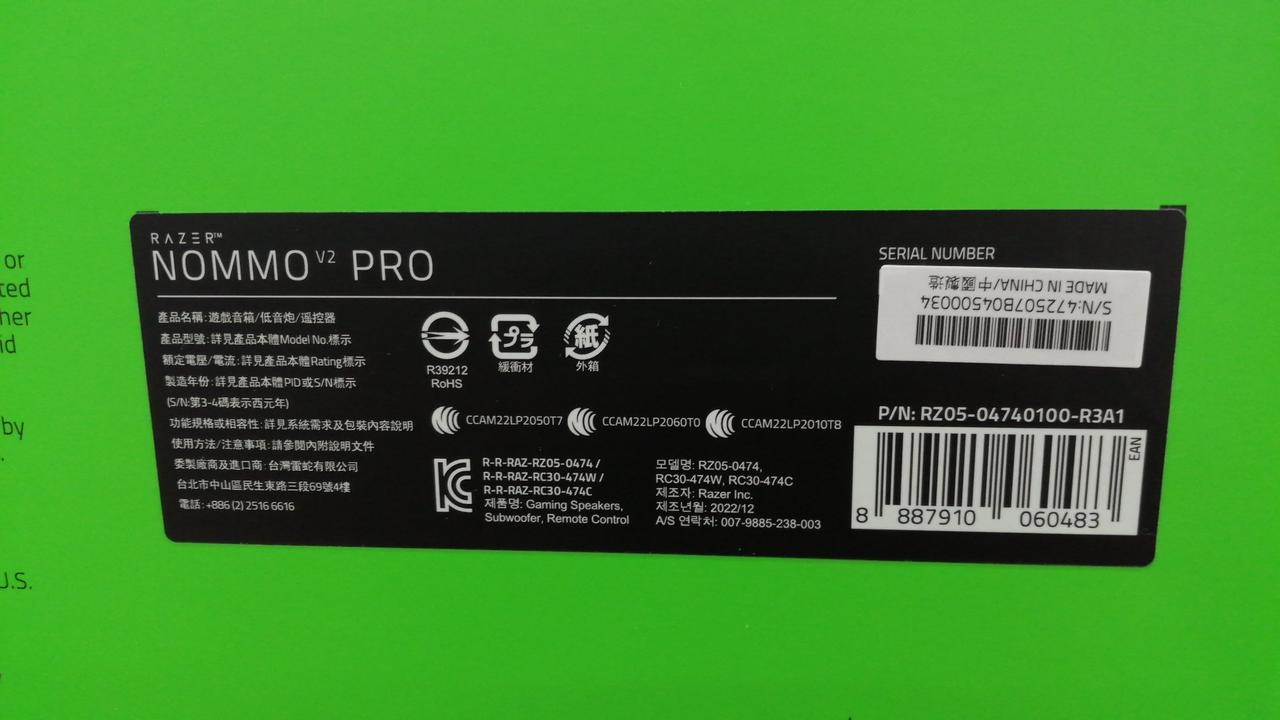 or
ted
her
id
by
.
U.S.
RAZER™
NOMMO V2 PRO
產品名稱:遊戲音箱/低音炮/遙控器
產品型號:詳見產品本體Model No.標示
額定電壓/電流:詳見產品本體Rating標示
製造年份:詳見產品本體PID或S/N標示
(S/N:第3-4碼表示西元年)
功能規格或相容性:詳見系統需求及包裝內容說明
使用方法/注意事項:請參閱內附說明文件
委製廠商及進口商:台灣雷蛇有限公司
台北市中山區民生東路三段69號4樓
電話:+886 (2) 2516 6616
R39212
RoHS
プラ
緩衝材
紙
外箱
CCAM22LP2050T7
CCAM22LP2060T0
CCAM22LP2010T8
R-R-RAZ-RZ05-0474 /
R-R-RAZ-RC30-474W /
R-R-RAZ-RC30-474C
제품명: Gaming Speakers,
Subwoofer, Remote Control
모델명: RZ05-0474,
RC30-474W, RC30-474C
제조자: Razer Inc.
제조년월: 2022/12
A/S 연락처: 007-9885-238-003
SERIAL NUMBER
S/N:472507B04500034
MADE IN CHINA/中國製造
P/N: RZ05-04740100-R3A1
EAN
8 887910 060483